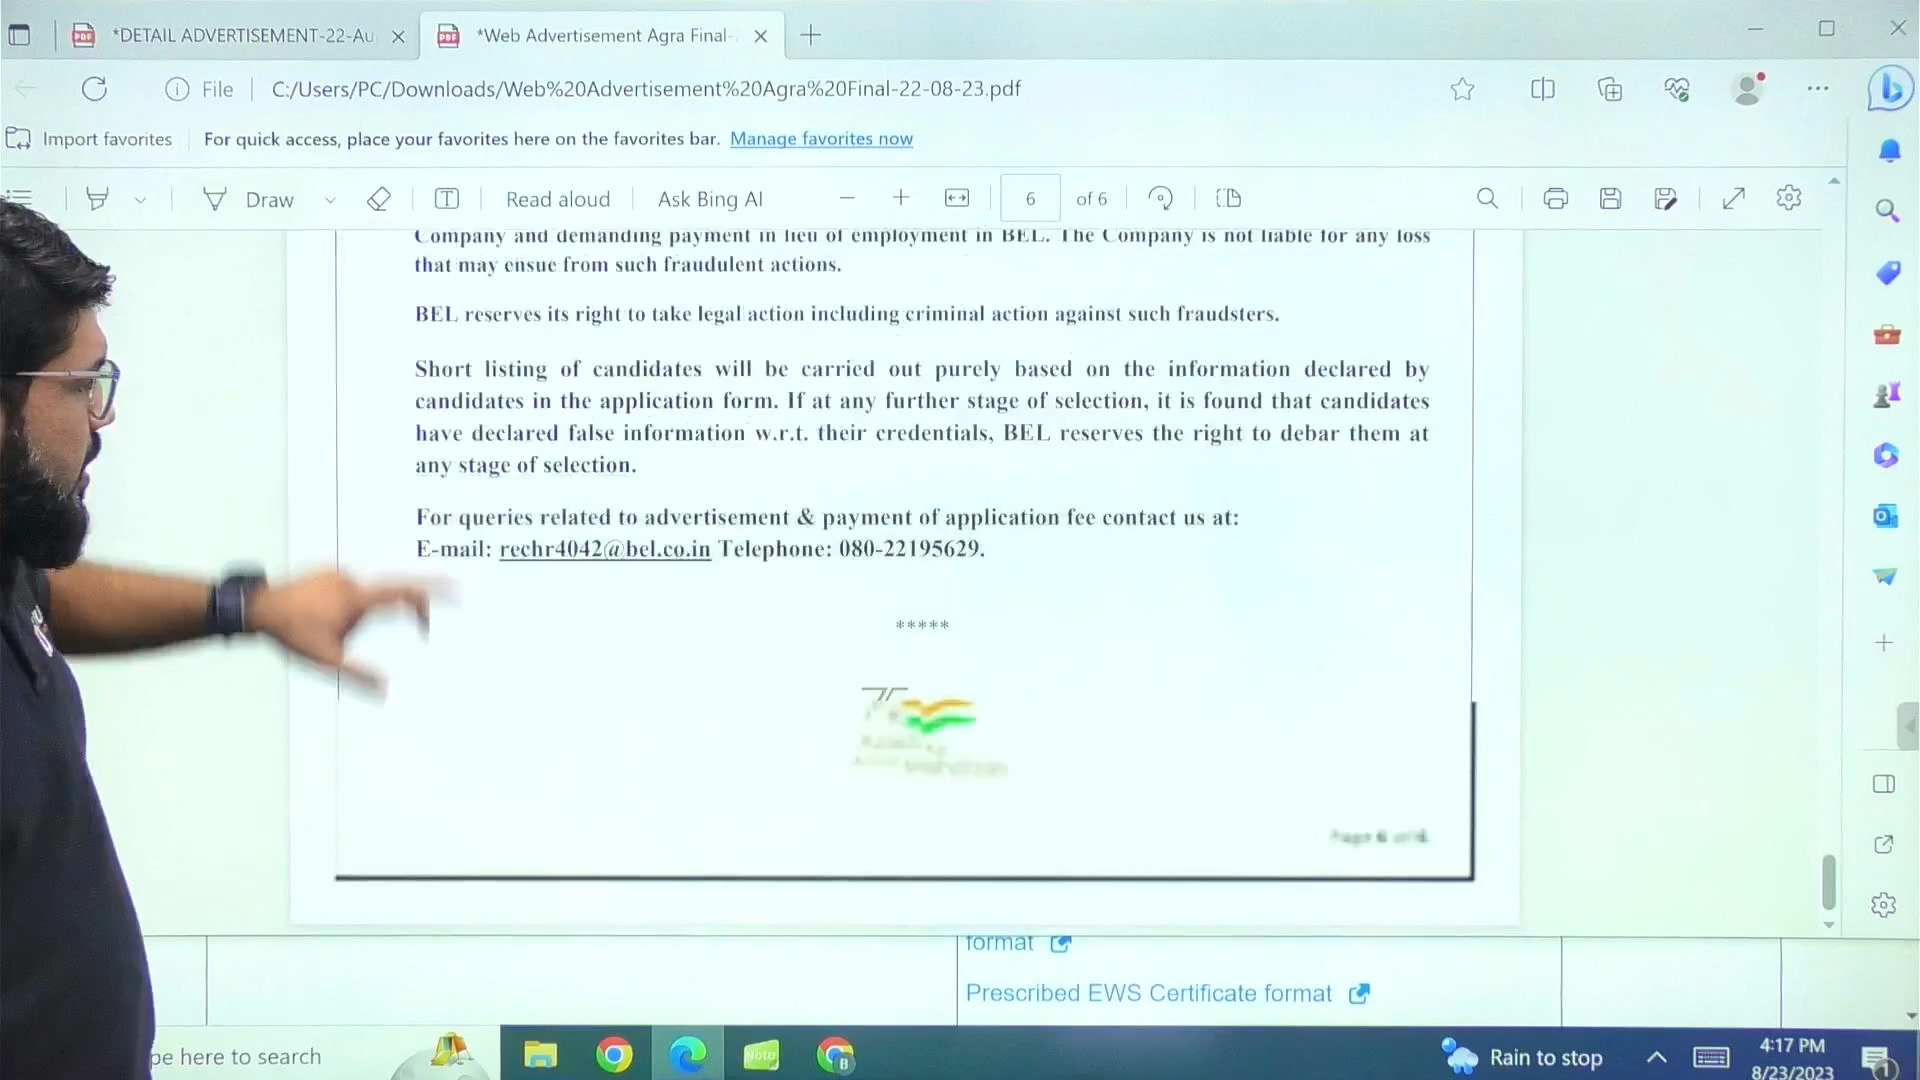 *DETAIL ADVERTISEMENT-22-Au
*Web Advertisement Agra Final-
File
C:/Users/PC/Downloads/Web%20Advertisement%20Agra%20Final-22-08-23.pdf
Import favorites
For quick access, place your favorites here on the favorites bar. Manage favorites now
Draw
Read aloud
Ask Bing AI
6 of 6
Company and demanding payment in lieu of employment in BEL. The Company is not liable for any loss
that may ensue from such fraudulent actions.
BEL reserves its right to take legal action including criminal action against such fraudsters.
Short listing of candidates will be carried out purely based on the information declared by
candidates in the application form. If at any further stage of selection, it is found that candidates
have declared false information w.r.t. their credentials, BEL reserves the right to debar them at
any stage of selection.
For queries related to advertisement & payment of application fee contact us at:
E-mail: rechr4042@bel.co.in Telephone: 080-22195629.
*****
Page 6 of 6
format
Prescribed EWS Certificate format
pe here to search
Note
B
Rain to stop
4:17 PM
8/23/2023
1